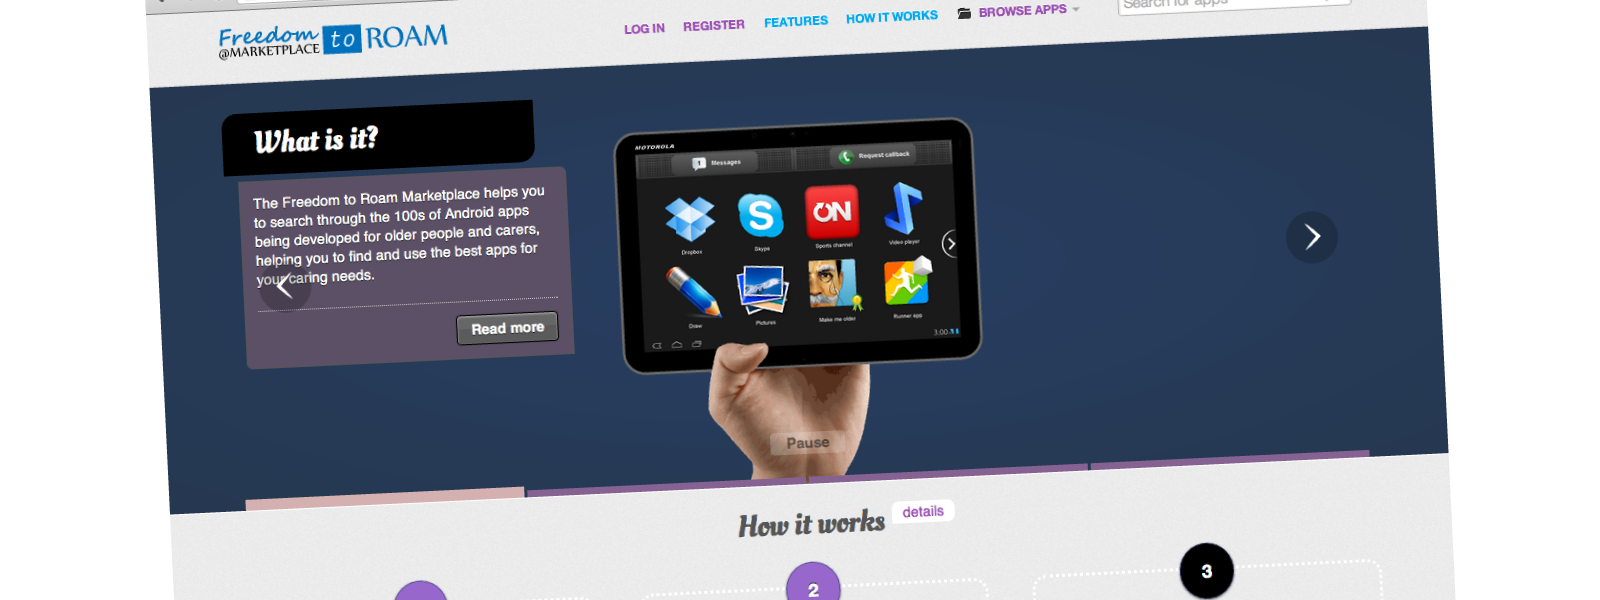 Search for apps
Freedom to ROAM
@MARKETPLACE
LOG IN
REGISTER
FEATURES
HOW IT WORKS
BROWSE APPS
What is it?
The Freedom to Roam Marketplace helps you
to search through the 100s of Android apps
being developed for older people and carers,
helping you to find and use the best apps for
your caring needs.
Read more
MOTOROLA
1
Messages
Request callback
S
ON
Dropbox
Skype
Sports channel
Video player
Draw
Pictures
Make me older
Runner app
3.00
Pause
How it works
details
2
3